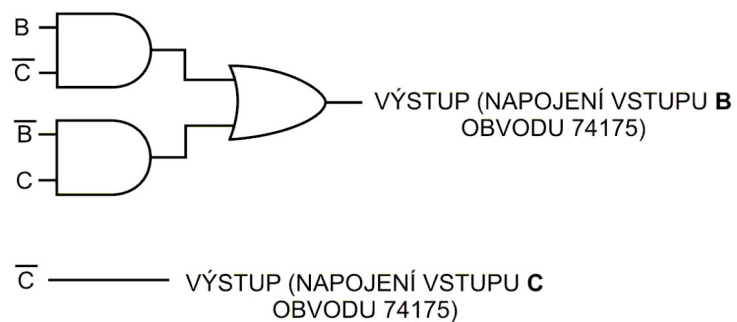 B
C̅
VÝSTUP (NAPOJENÍ VSTUPU B
OBVODU 74175)
B̅
C
C̅
VÝSTUP (NAPOJENÍ VSTUPU C
OBVODU 74175)